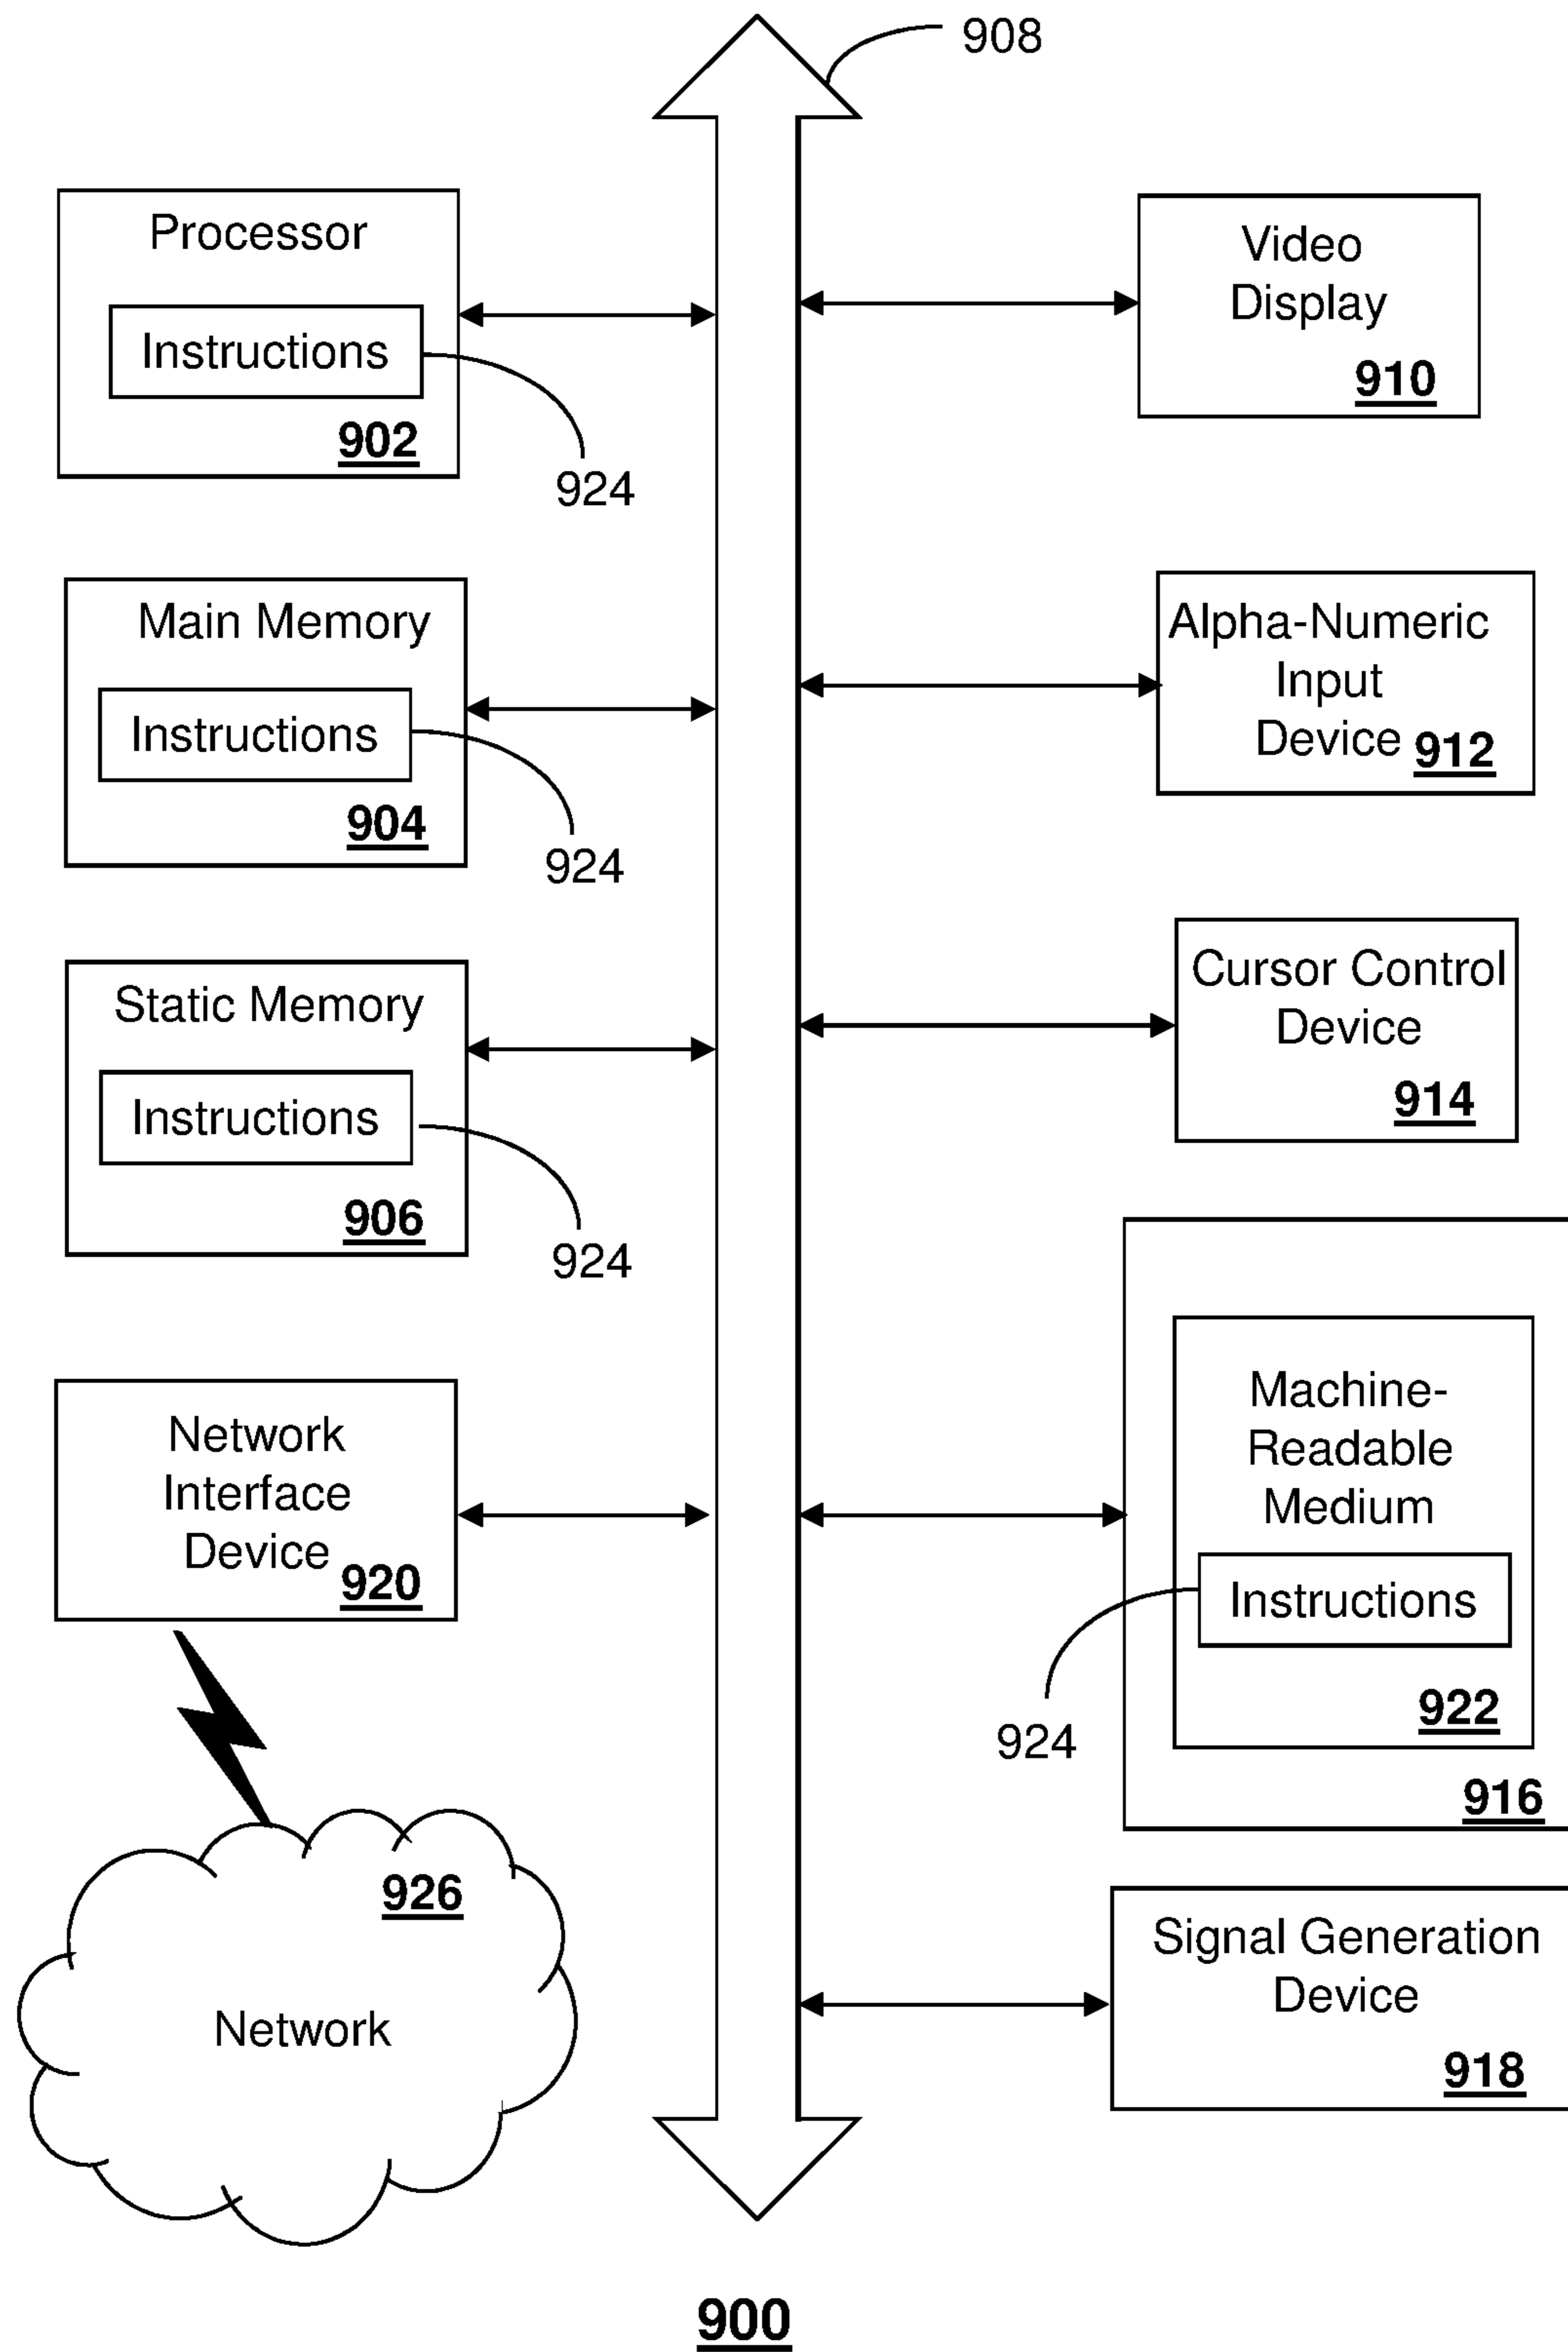 908
Processor
Instructions
902
924
Main Memory
Instructions
904
924
Static Memory
Instructions
906
924
Network
Interface
Device
920
926
Network
Video
Display
910
Alpha-Numeric
Input
Device
912
Cursor Control
Device
914
Machine-
Readable
Medium
Instructions
924
922
916
Signal Generation
Device
918
900